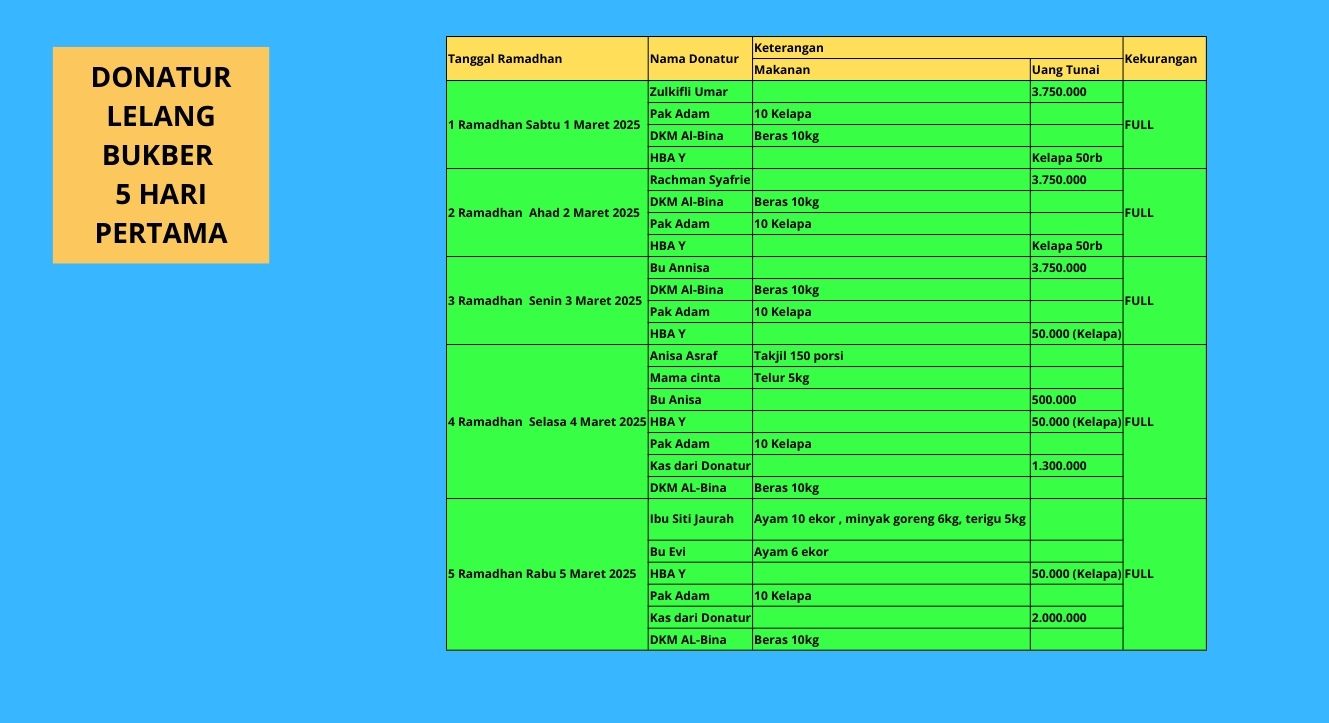 DONATUR
LELANG
BUKBER
5 HARI
PERTAMA
Tanggal Ramadhan Nama Donatur Keterangan Kekurangan
Makanan Uang Tunai
1 Ramadhan Sabtu 1 Maret 2025 FULL
Zulkifli Umar 3.750.000
Pak Adam 10 Kelapa
DKM Al-Bina Beras 10kg
HBA Y Kelapa 50rb
2 Ramadhan  Ahad 2 Maret 2025 FULL
Rachman Syafrie 3.750.000
DKM Al-Bina Beras 10kg
Pak Adam 10 Kelapa
HBA Y Kelapa 50rb
3 Ramadhan  Senin 3 Maret 2025 FULL
Bu Annisa 3.750.000
DKM Al-Bina Beras 10kg
Pak Adam 10 Kelapa
HBA Y 50.000 (Kelapa)
4 Ramadhan  Selasa 4 Maret 2025 FULL
Anisa Asraf Takjil 150 porsi
Mama cinta Telur 5kg
Bu Anisa 500.000
HBA Y 50.000 (Kelapa)
Pak Adam 10 Kelapa
Kas dari Donatur 1.300.000
DKM AL-Bina Beras 10kg
5 Ramadhan Rabu 5 Maret 2025 FULL
Ibu Siti Jaurah Ayam 10 ekor , minyak goreng 6kg, terigu 5kg
Bu Evi Ayam 6 ekor
HBA Y 50.000 (Kelapa)
Pak Adam 10 Kelapa
Kas dari Donatur 2.000.000
DKM AL-Bina Beras 10kg